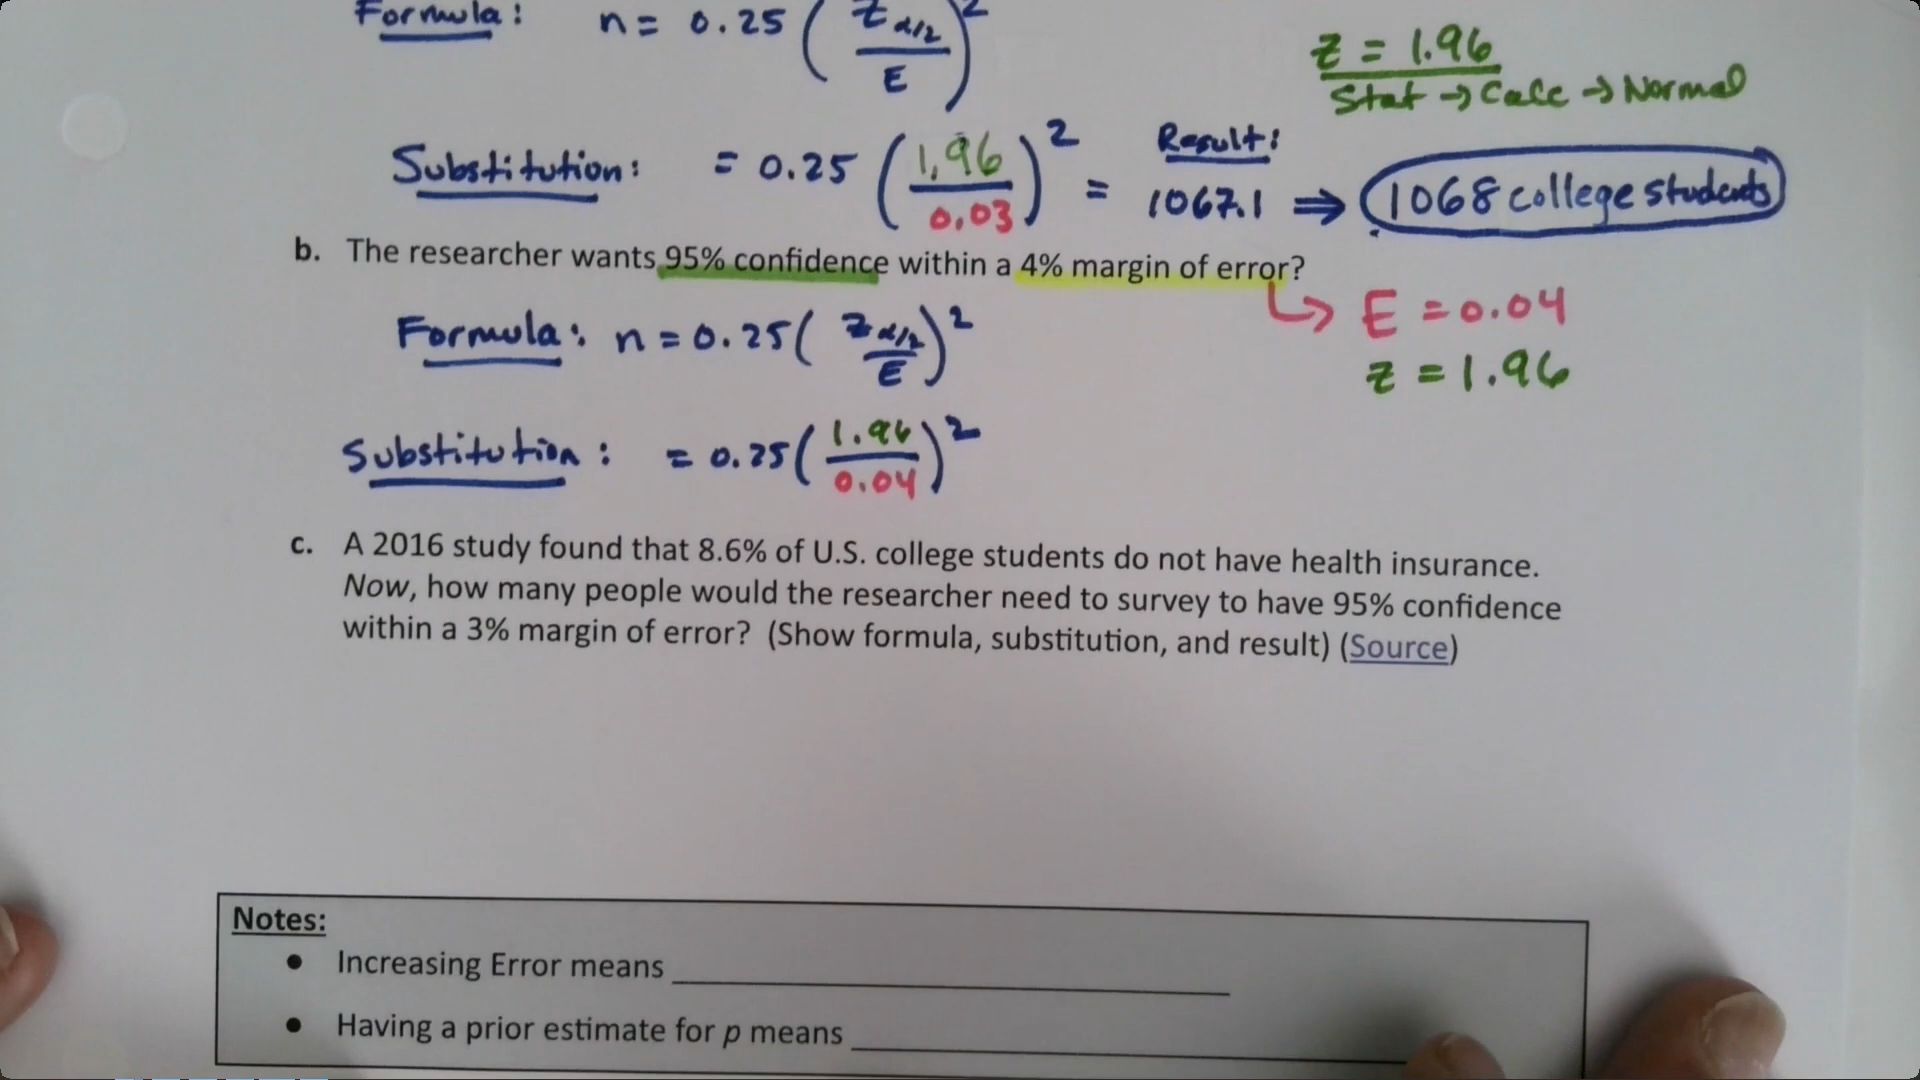 Formula: n = 0.25 ( z α/2 / E )²
z = 1.96
Stat → Calc → Normal
Substitution: = 0.25 ( 1.96 / 0.03 )² = 1067.1 ⇒ 1068 college students
Result:
b. The researcher wants 95% confidence within a 4% margin of error?
E = 0.04
z = 1.96
Formula: n = 0.25 ( z α/2 / E )²
Substitution: = 0.25 ( 1.96 / 0.04 )²
c. A 2016 study found that 8.6% of U.S. college students do not have health insurance.
Now, how many people would the researcher need to survey to have 95% confidence
within a 3% margin of error? (Show formula, substitution, and result) (Source)
Notes:
• Increasing Error means
• Having a prior estimate for p means